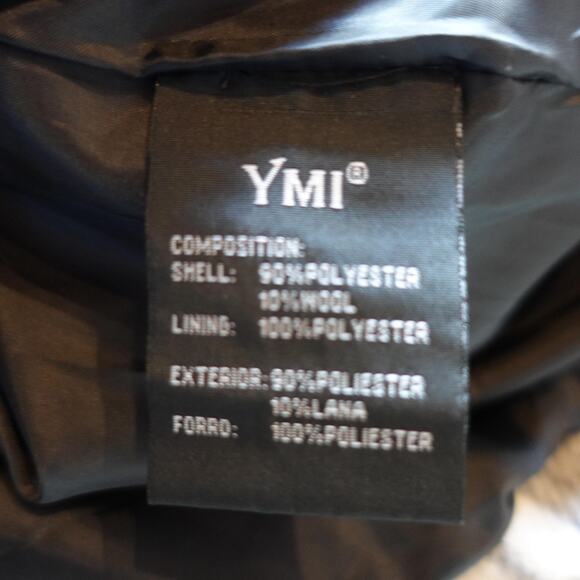 YMI®
COMPOSITION:
SHELL: 90%POLYESTER
10%WOOL
LINING: 100%POLYESTER
EXTERIOR:90%POLIESTER
10%LANA
FORRO: 100%POLIESTER